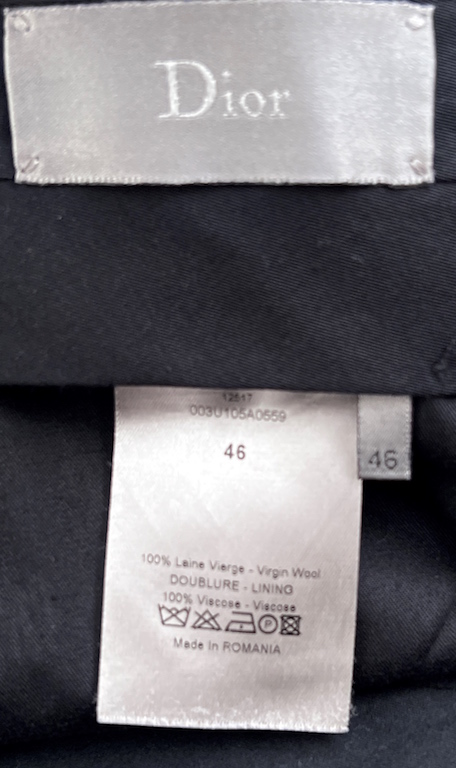 Dior
12517
003U105A0559
46
46
100% Laine Vierge - Virgin Wool
DOUBLURE - LINING
100% Viscose - Viscose
P
Made In ROMANIA